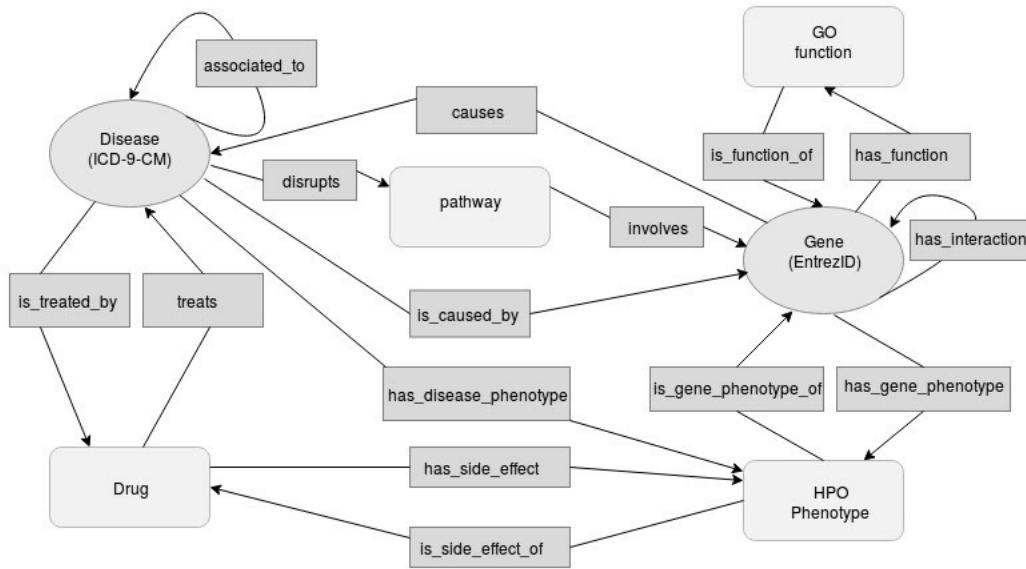 GO
function
associated_to
causes
Disease
(ICD-9-CM)
is_function_of
has_function
disrupts
pathway
involves
Gene
(EntrezID)
has_interaction
is_treated_by
treats
is_caused_by
is_gene_phenotype_of
has_gene_phenotype
has_disease_phenotype
Drug
has_side_effect
HPO
Phenotype
is_side_effect_of